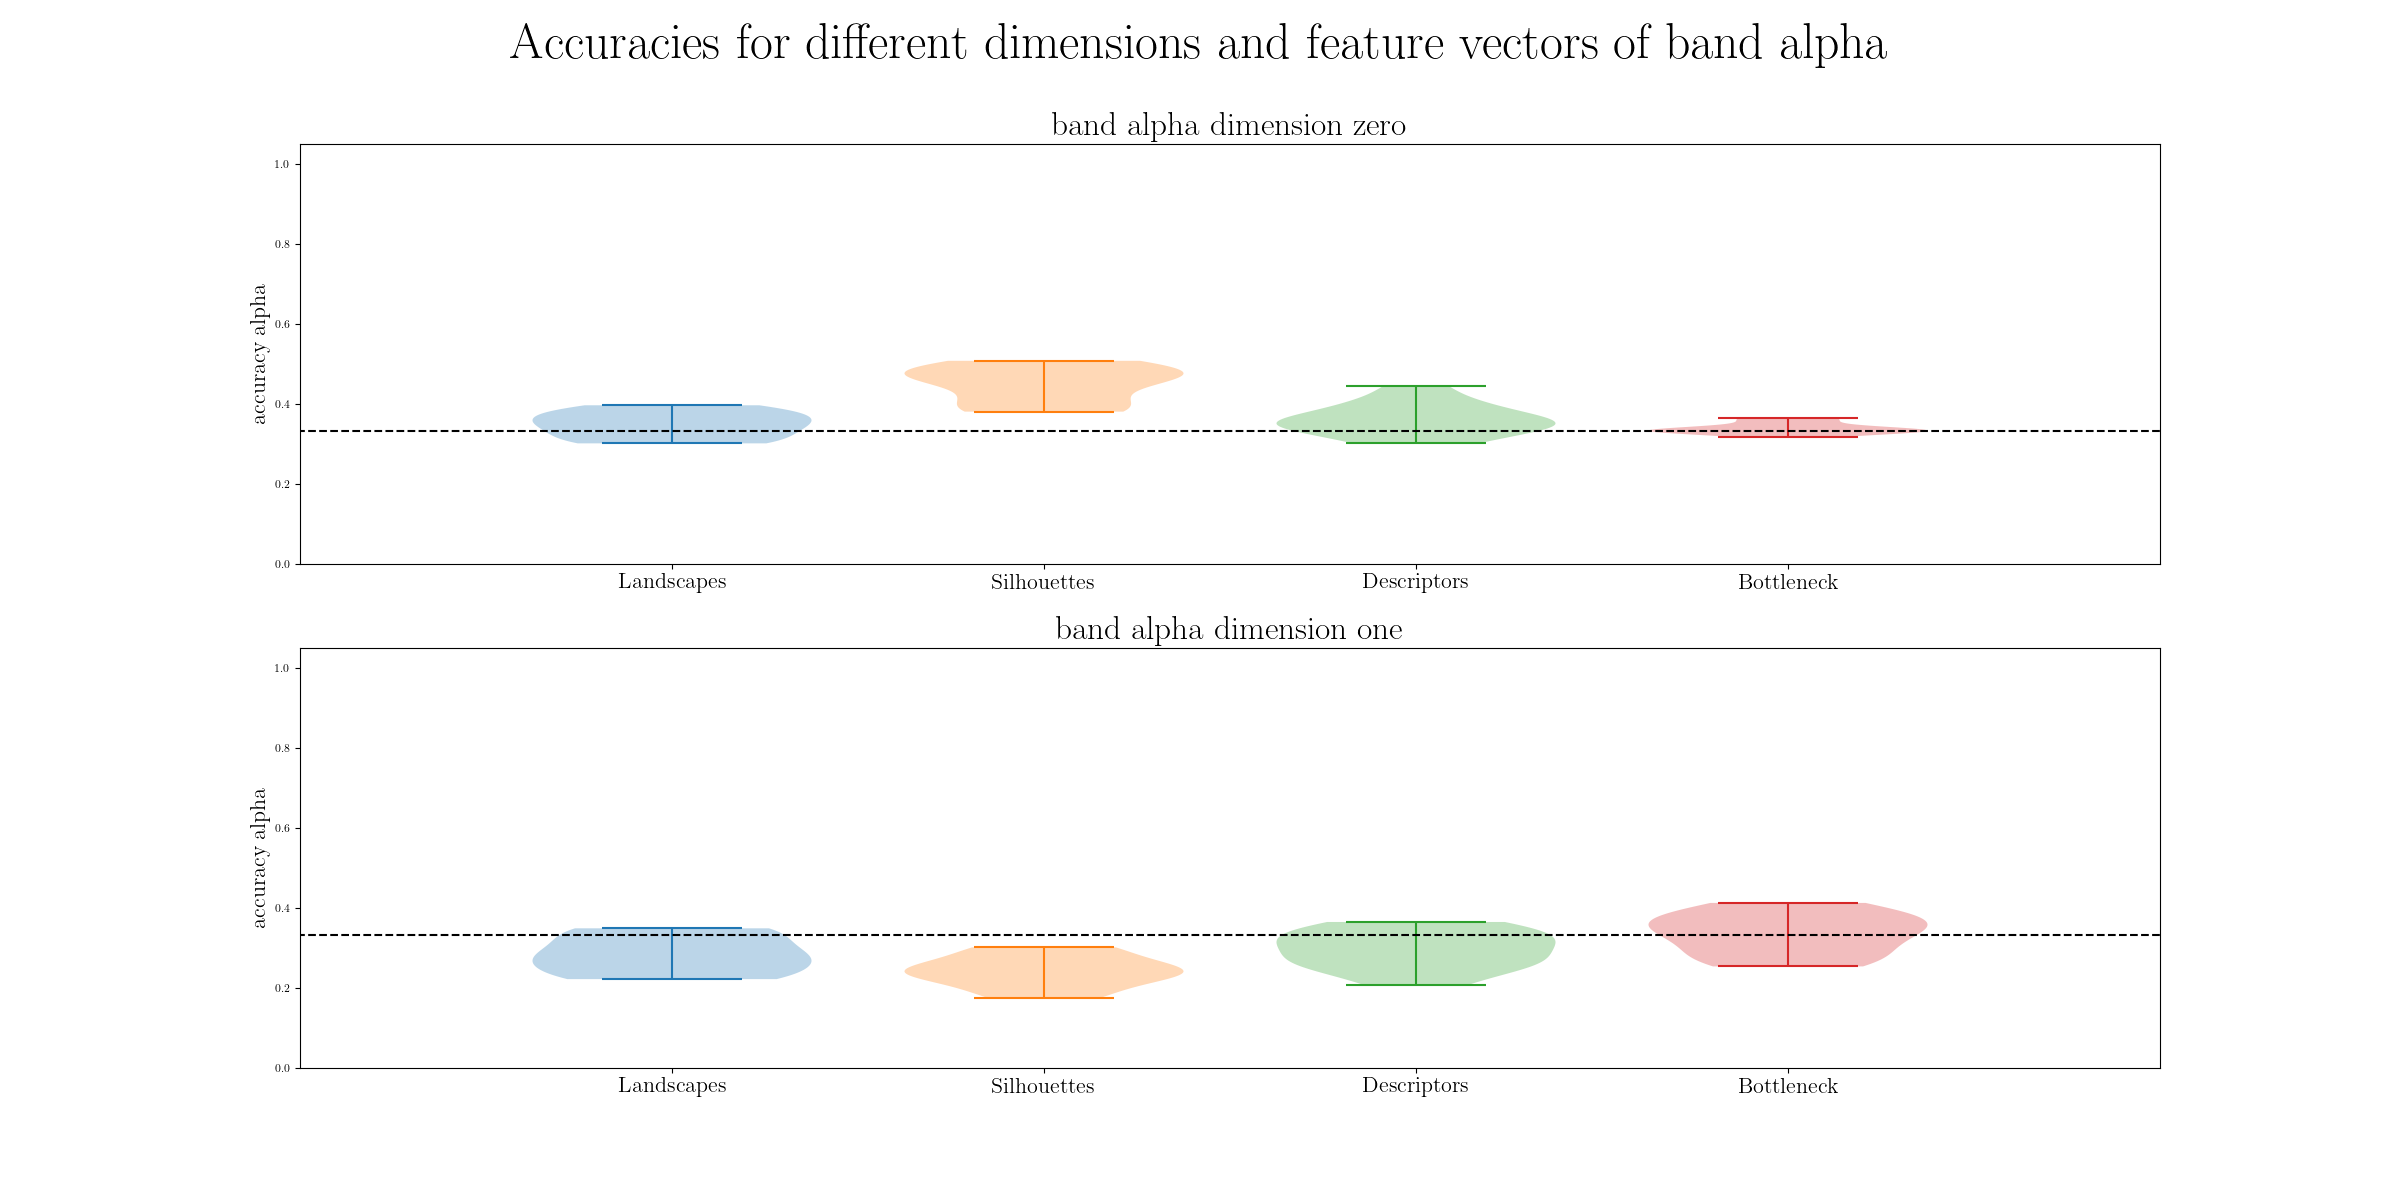 Accuracies for different dimensions and feature vectors of band alpha
band alpha dimension zero
1.0
0.8
0.6
0.4
0.2
0.0
accuracy alpha
Landscapes Silhouettes Descriptors Bottleneck
band alpha dimension one
1.0
0.8
0.6
0.4
0.2
0.0
accuracy alpha
Landscapes Silhouettes Descriptors Bottleneck